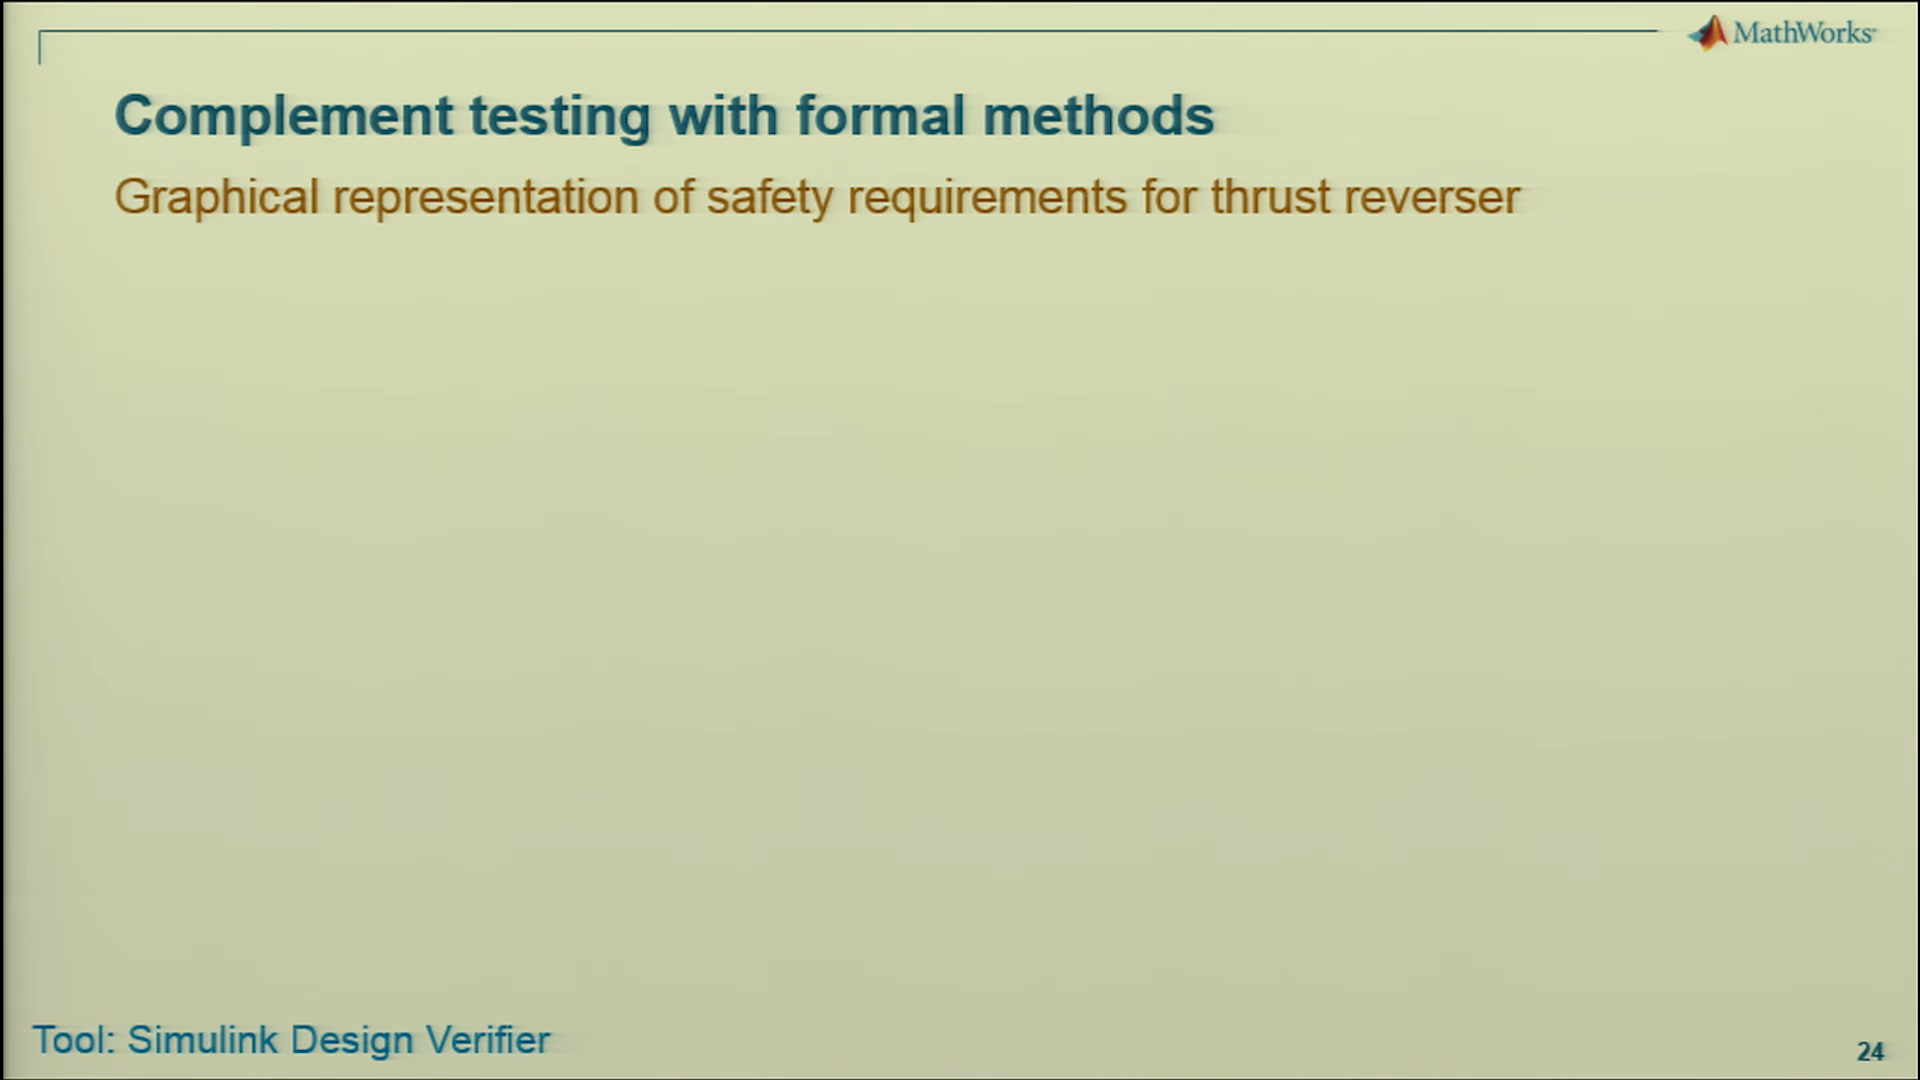 MathWorks
Complement testing with formal methods
Graphical representation of safety requirements for thrust reverser
Tool: Simulink Design Verifier
24